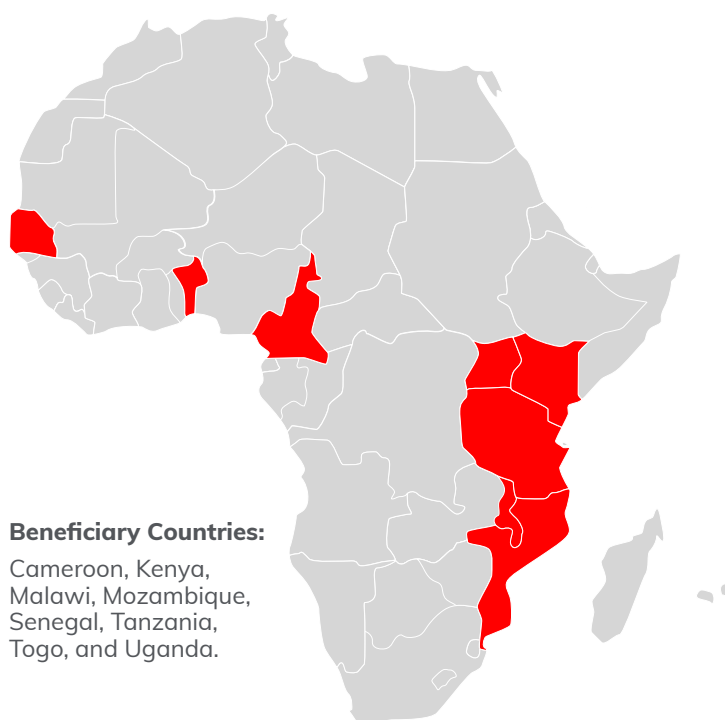 Beneficiary Countries:
Cameroon, Kenya,
Malawi, Mozambique,
Senegal, Tanzania,
Togo, and Uganda.